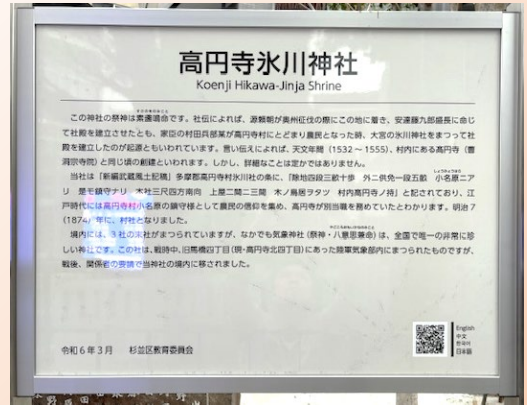 高円寺氷川神社
Koenji Hikawa-Jinja Shrine
この神社の祭神は素盞嗚命です。社伝によれば、源頼朝が奥州征伐の際にこの地に着き、安達藤九郎盛長に命じ
て社殿を建立させたとも、家臣の村田兵部某が高円寺村にとどまり農民となった時、大宮の氷川神社をまつって社殿
を建立したのが起源ともいわれています。言い伝えによれば、天文年間（1532～1555）、村内にある高円寺（曹
洞宗寺院）と同じ頃の創建といわれます。しかし、詳細なことは定かではありません。
当社は「新編武蔵風土記稿」多摩郡高円寺村氷川社の条に、「除地四段三畝十歩 外ニ供免一段五畝 小名原ニア
リ 是モ鎮守ナリ 本社三尺四方南向 上屋二間ニ三間 木ノ鳥居ヲタツ 村内高円寺ノ持」と記されており、江
戸時代には高円寺村小名原の鎮守様として農民の信仰を集め、高円寺が別当職を務めていたとわかります。明治7
（1874）年に、村社となりました。
境内には、3社の末社がまつられていますが、なかでも気象神社（祭神・八意思兼命）は、全国で唯一の非常に珍
しい神社です。この社は、戦時中、旧馬橋四丁目（現・高円寺北四丁目）にあった陸軍気象部内にまつられたものですが、
戦後、関係者の要請で当神社の境内に移されました。
令和6年3月 杉並区教育委員会
English
中文
한국어
日本語